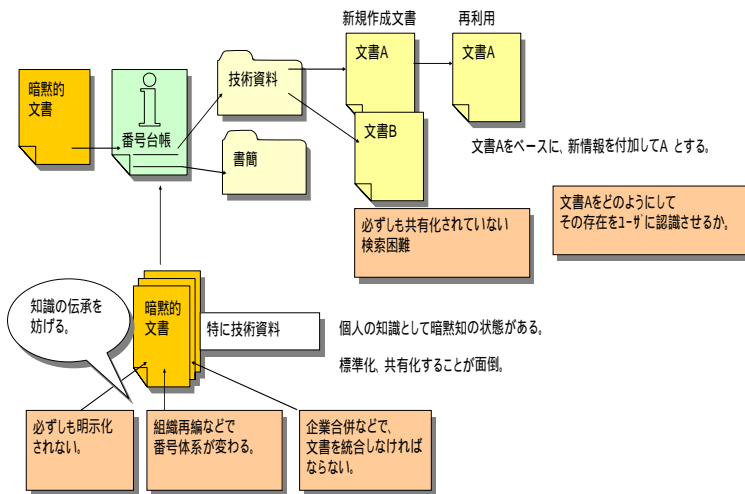 新規作成文書
再利用
文書A
文書A
技術資料
暗黙的
文書
番号台帳
文書B
書簡
文書Aをベースに、新情報を付加してA とする。
必ずしも共有化されていない
検索困難
文書Aをどのようにして
その存在をユーザに認識させるか。
知識の伝承を
妨げる。
暗黙的
文書
特に技術資料
個人の知識として暗黙知の状態がある。
標準化、共有化することが面倒。
必ずしも明示化
されない。
組織再編などで
番号体系が変わる。
企業合併などで、
文書を統合しなければ
ならない。